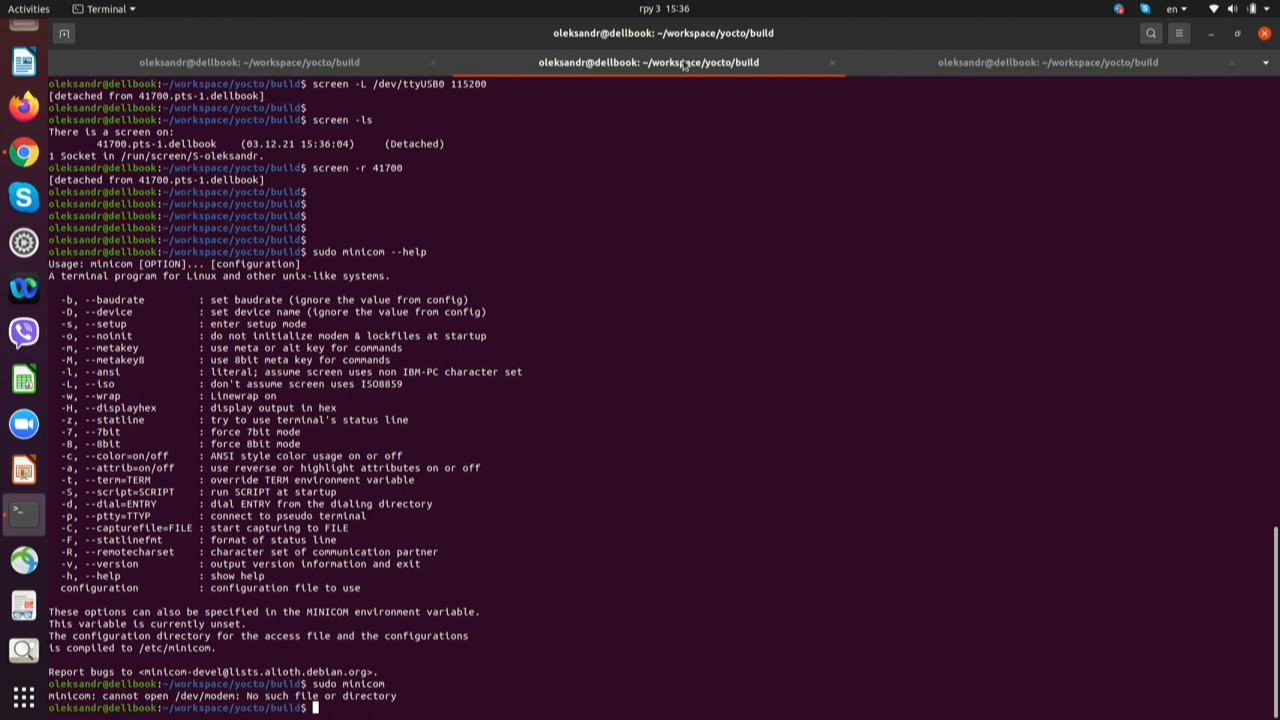 Activities
Terminal
гру 3 15:36
en
oleksandr@dellbook: ~/workspace/yocto/build
oleksandr@dellbook: ~/workspace/yocto/build
oleksandr@dellbook: ~/workspace/yocto/build
oleksandr@dellbook: ~/workspace/yocto/build
oleksandr@dellbook:~/workspace/yocto/build$ screen -L /dev/ttyUSB0 115200
[detached from 41700.pts-1.dellbook]
oleksandr@dellbook:~/workspace/yocto/build$
oleksandr@dellbook:~/workspace/yocto/build$ screen -ls
There is a screen on:
41700.pts-1.dellbook (03.12.21 15:36:04) (Detached)
1 Socket in /run/screen/S-oleksandr.
oleksandr@dellbook:~/workspace/yocto/build$ screen -r 41700
[detached from 41700.pts-1.dellbook]
oleksandr@dellbook:~/workspace/yocto/build$
oleksandr@dellbook:~/workspace/yocto/build$
oleksandr@dellbook:~/workspace/yocto/build$
oleksandr@dellbook:~/workspace/yocto/build$
oleksandr@dellbook:~/workspace/yocto/build$
oleksandr@dellbook:~/workspace/yocto/build$ sudo minicom --help
Usage: minicom [OPTION]... [configuration]
A terminal program for Linux and other unix-like systems.
-b, --baudrate : set baudrate (ignore the value from config)
-D, --device : set device name (ignore the value from config)
-s, --setup : enter setup mode
-o, --noinit : do not initialize modem & lockfiles at startup
-m, --metakey : use meta or alt key for commands
-M, --metakey8 : use 8bit meta key for commands
-l, --ansi : literal; assume screen uses non IBM-PC character set
-L, --iso : don't assume screen uses ISO8859
-w, --wrap : Linewrap on
-H, --displayhex : display output in hex
-z, --statline : try to use terminal's status line
-7, --7bit : force 7bit mode
-8, --8bit : force 8bit mode
-c, --color=on/off : ANSI style color usage on or off
-a, --attrib=on/off : use reverse or highlight attributes on or off
-t, --term=TERM : override TERM environment variable
-S, --script=SCRIPT : run SCRIPT at startup
-d, --dial=ENTRY : dial ENTRY from the dialing directory
-p, --ptty=TTYP : connect to pseudo terminal
-C, --capturefile=FILE : start capturing to FILE
-F, --statlinefmt : format of status line
-R, --remotecharset : character set of communication partner
-v, --version : output version information and exit
-h, --help : show help
configuration : configuration file to use
These options can also be specified in the MINICOM environment variable.
This variable is currently unset.
The configuration directory for the access file and the configurations
is compiled to /etc/minicom.
Report bugs to <minicom-devel@lists.alioth.debian.org>.
oleksandr@dellbook:~/workspace/yocto/build$ sudo minicom
minicom: cannot open /dev/modem: No such file or directory
oleksandr@dellbook:~/workspace/yocto/build$